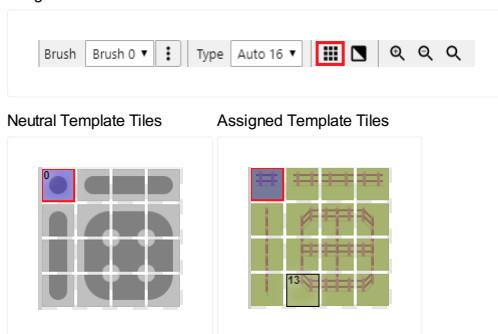 Brush Brush 0 Type Auto 16
Neutral Template Tiles Assigned Template Tiles
0
13